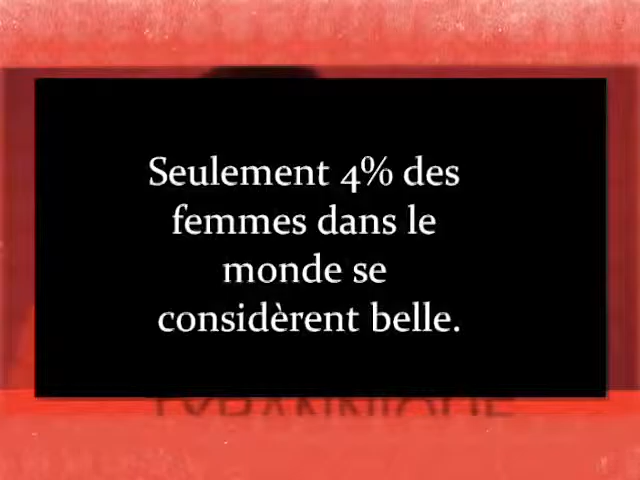 Seulement 4% des
femmes dans le
monde se
considèrent belle.